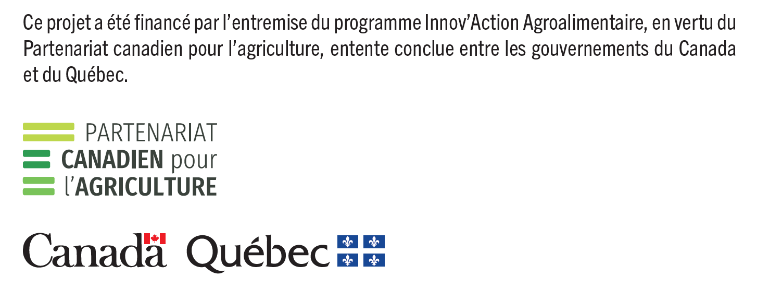 Ce projet a été financé par l'entremise du programme Innov'Action Agroalimentaire, en vertu du
Partenariat canadien pour l'agriculture, entente conclue entre les gouvernements du Canada
et du Québec.
PARTENARIAT
CANADIEN pour
l'AGRICULTURE
Canada Québec